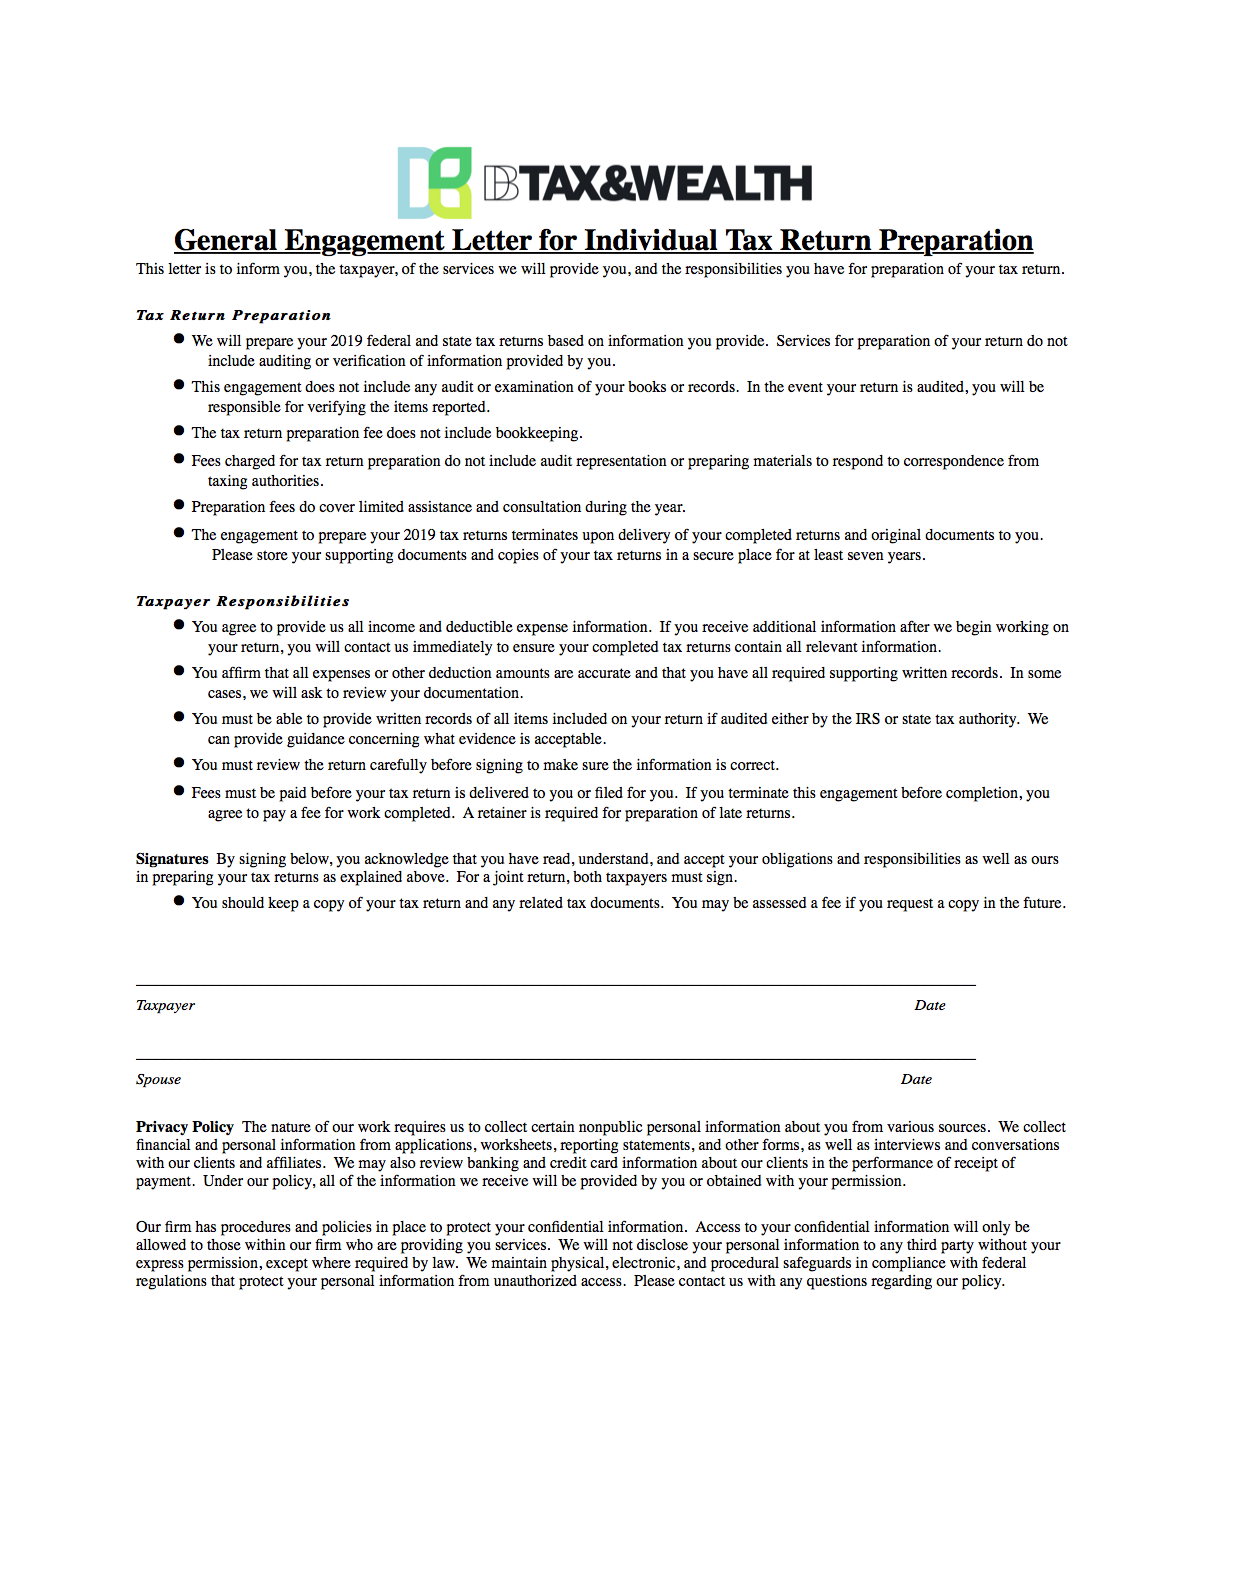 DBTAX&WEALTH
General Engagement Letter for Individual Tax Return Preparation
This letter is to inform you, the taxpayer, of the services we will provide you, and the responsibilities you have for preparation of your tax return.
Tax Return Preparation
● We will prepare your 2019 federal and state tax returns based on information you provide.  Services for preparation of your return do not
include auditing or verification of information provided by you.
● This engagement does not include any audit or examination of your books or records.  In the event your return is audited, you will be
responsible for verifying the items reported.
● The tax return preparation fee does not include bookkeeping.
● Fees charged for tax return preparation do not include audit representation or preparing materials to respond to correspondence from
taxing authorities.
● Preparation fees do cover limited assistance and consultation during the year.
● The engagement to prepare your 2019 tax returns terminates upon delivery of your completed returns and original documents to you.
Please store your supporting documents and copies of your tax returns in a secure place for at least seven years.
Taxpayer Responsibilities
● You agree to provide us all income and deductible expense information.  If you receive additional information after we begin working on
your return, you will contact us immediately to ensure your completed tax returns contain all relevant information.
● You affirm that all expenses or other deduction amounts are accurate and that you have all required supporting written records.  In some
cases, we will ask to review your documentation.
● You must be able to provide written records of all items included on your return if audited either by the IRS or state tax authority.  We
can provide guidance concerning what evidence is acceptable.
● You must review the return carefully before signing to make sure the information is correct.
● Fees must be paid before your tax return is delivered to you or filed for you.  If you terminate this engagement before completion, you
agree to pay a fee for work completed.  A retainer is required for preparation of late returns.
Signatures  By signing below, you acknowledge that you have read, understand, and accept your obligations and responsibilities as well as ours
in preparing your tax returns as explained above.  For a joint return, both taxpayers must sign.
● You should keep a copy of your tax return and any related tax documents.  You may be assessed a fee if you request a copy in the future.
Taxpayer Date
Spouse Date
Privacy Policy  The nature of our work requires us to collect certain nonpublic personal information about you from various sources.  We collect
financial and personal information from applications, worksheets, reporting statements, and other forms, as well as interviews and conversations
with our clients and affiliates.  We may also review banking and credit card information about our clients in the performance of receipt of
payment.  Under our policy, all of the information we receive will be provided by you or obtained with your permission.
Our firm has procedures and policies in place to protect your confidential information.  Access to your confidential information will only be
allowed to those within our firm who are providing you services.  We will not disclose your personal information to any third party without your
express permission, except where required by law.  We maintain physical, electronic, and procedural safeguards in compliance with federal
regulations that protect your personal information from unauthorized access.  Please contact us with any questions regarding our policy.